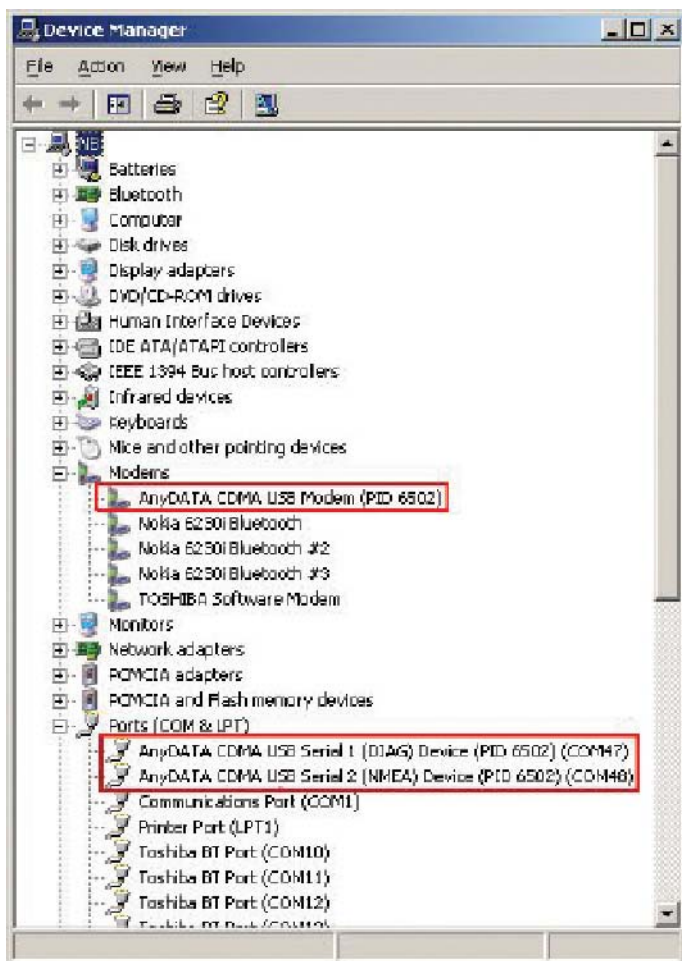 Device Manager
File Action View Help
NB
Batteries
Bluetooth
Computer
Disk drives
Display adapters
DVD/CD-ROM drives
Human Interface Devices
IDE ATA/ATAPI controllers
IEEE 1394 Bus host controllers
Infrared devices
Keyboards
Mice and other pointing devices
Modems
AnyDATA CDMA USB Modem (PID 6502)
Nokia 6230i Bluetooth
Nokia 6230i Bluetooth #2
Nokia 6230i Bluetooth #3
TOSHIBA Software Modem
Monitors
Network adapters
PCMCIA adapters
PCMCIA and Flash memory devices
Ports (COM & LPT)
AnyDATA CDMA USB Serial 1 (DIAG) Device (PID 6502) (COM47)
AnyDATA CDMA USB Serial 2 (NMEA) Device (PID 6502) (COM48)
Communications Port (COM1)
Printer Port (LPT1)
Toshiba BT Port (COM10)
Toshiba BT Port (COM11)
Toshiba BT Port (COM12)
Toshiba BT Port